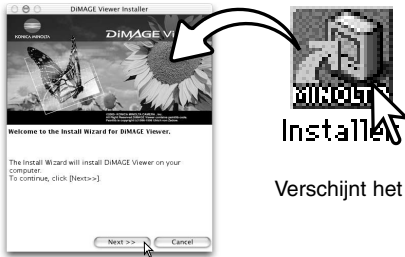 DiMAGE Viewer Installer
KONICA MINOLTA
DiMAGE Vi
Welcome to the Install Wizard for DiMAGE Viewer.
The Install Wizard will install DiMAGE Viewer on your
computer.
To continue, click [Next>>].
Next >>
Cancel
MINOLTA
Installer
Verschijnt het